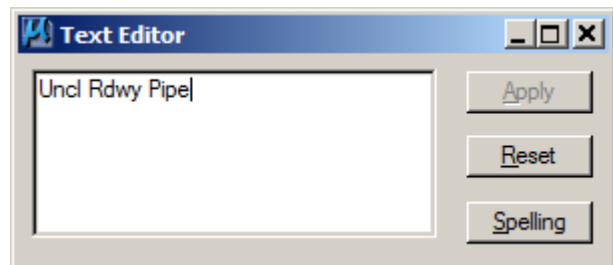 Text Editor
Uncl Rdwy Pipe
Apply
Reset
Spelling